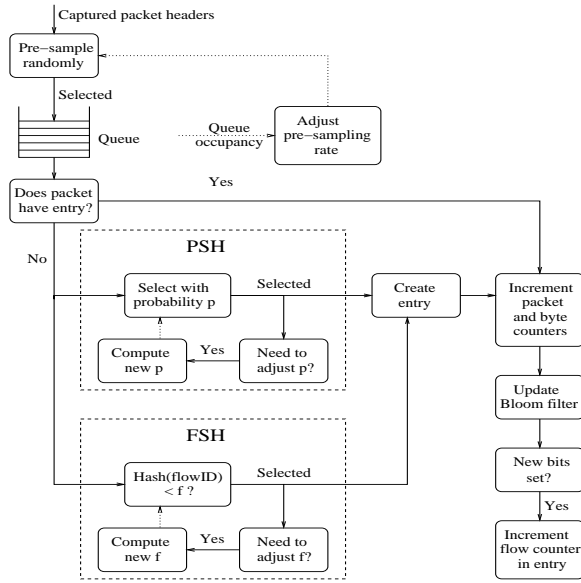 Captured packet headers
Pre-sample
randomly
Selected
Queue
Queue
occupancy
Adjust
pre-sampling
rate
Does packet
have entry?
Yes
No
PSH
Select with
probability p
Selected
Create
entry
Increment
packet
and byte
counters
Compute
new p
Yes
Need to
adjust p?
Update
Bloom filter
FSH
Hash(flowID)
< f ?
Selected
New bits
set?
Yes
Compute
new f
Yes
Need to
adjust f?
Increment
flow counter
in entry